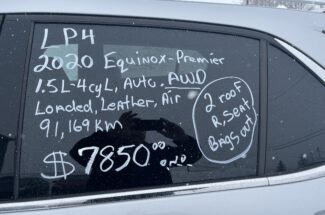 LP4
2020 Equinox-Premier
1.5L-4cyL, Auto. AWD
Loaded, Leather, Air
91,169 Km
$7850.00 o.n.o.
2 roof
R. seat
Bags out